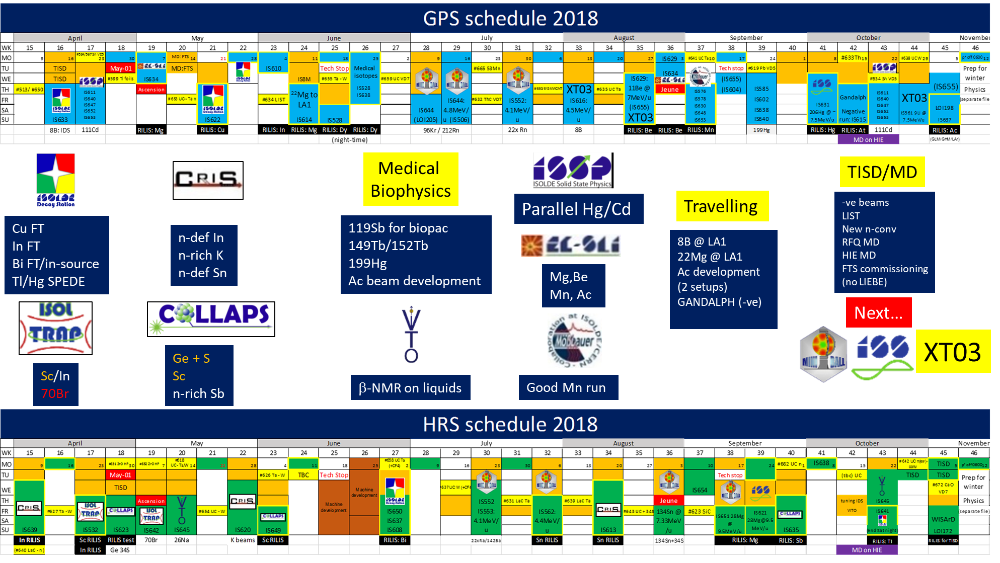 GPS schedule 2018
April May June July August September October November
WK 15 16 17 18 19 20 21 22 23 24 25 26 27 28 29 30 31 32 33 34 35 36 37 38 39 40 41 42 43 44 45 46
MO 9 16 23 30 7 MD: FTS 14 21 28 4 11 18 25 2 9 16 23 30 6 13 20 27 IS629 3 #641 UC Ta 10 17 24 1 8 #633Th 15 22 #638 UCW 29 5 p+ off 0600 12
TU TISD May-01 EC-SLI MD:FTS IS610 Tech Stop Medical #665 53Mn IS634 Tech stop #619 Pb VD5 ISSP Prep for
WE TISD ISSP #599 Ti foils IS634 ISBM #655 Ta - W isotopes #659 UC VD7 IS629: EC-SLI (IS655) #534 Sn VD5 winter
TH #513/ #650 IS611 Ascension 22Mg to IS528 XT03 #635 UC Ta 11Be @ Jeune IS576 (IS604) IS585 ISS IS611 (IS655) Physics
FR IS640 #653 UC-Ta n #634 LIST LA1 IS638 IS644: #632 ThC VD7 IS552: IS616: 7MeV/u IS578 IS602 Gandalph IS640 XT03 (separate file)
SA IS647 IS652 IS644 4.8MeV/ 4.1MeV/ 4.5MeV/ (IS655) IS630 IS648 IS638 IS631 206Hg @ ~ Negative IS647 IS652 IS561 9Li @ LOI198
SU IS633 IS653 IS622 IS614 IS528 (LOI205) u (IS506) u u XT03 IS653 IS640 7.5MeV/u run: IS615 IS653 7.5MeV/u IS637
8B: IDS 111Cd RILIS: Mg RILIS: Cu RILIS: In RILIS: Mg RILIS: Dy RILIS: Dy 96Kr / 212Rn 22x Rn 8B RILIS: Be RILIS: Be RILIS: Mn 199Hg RILIS: Hg RILIS: At 111Cd RILIS: Ac
(night-time) MD on HIE (GLM/GHM/LA1)
ISOLDE
Decay Station
Cu FT
In FT
Bi FT/in-source
Tl/Hg SPEDE
ISOL
TRAP
Sc/In
70Br
CRIS
n-def In
n-rich K
n-def Sn
COLLAPS
Ge + S
Sc
n-rich Sb
Medical
Biophysics
119Sb for biopac
149Tb/152Tb
199Hg
Ac beam development
VITO
β-NMR on liquids
ISSP
ISOLDE Solid State Physics
Parallel Hg/Cd
EC-SLI
Mg,Be
Mn, Ac
Mössbauer
Collaboration at ISOLDE/CERN
Good Mn run
Travelling
8B @ LA1
22Mg @ LA1
Ac development
(2 setups)
GANDALPH (-ve)
TISD/MD
-ve beams
LIST
New n-conv
RFQ MD
HIE MD
FTS commissioning
(no LIEBE)
Next...
MINIBALL
ISS
XT03
HRS schedule 2018
April May June July August September October November
WK 15 16 17 18 19 20 21 22 23 24 25 26 27 28 29 30 31 32 33 34 35 36 37 38 39 40 41 42 43 44 45 46
MO 9 16 23 #651 ZrO HP 30 #652 ZrO HP 7 #618 UC-Ta/W 14 21 28 4 11 18 25 #658 UC Ta (+CF4) 2 9 16 23 30 6 13 20 27 3 10 17 24 #662 UC n 1 IS638 8 15 22 #642 UC n(ew)-conv TISD 5 p+ off0600 12
TU May-01 #626 Ta - W TBC Tech Stop Tech stop (tbc) UC TISD TISD Prep for
WE TISD CRIS Machine development #637 UC W (+CF4 IS654 ISS #672 CaO VD7 winter
TH CRIS ISOL TRAP COLLAPS Ascension Machine development IS552 #631 LaC Ta #639 LaC Ta Jeune tuning IDS IS645 Physics
FR #627 Ta - W ISOL TRAP #654 UC - W COLLAPS IS650 IS553: IS562: CRIS #643 UC + 34S 134Sn @ #623 SiC IS651 28Mg IS621 COLLAPS VITO IS641 (separate file)
SA IS637 4.1MeV/ 4.4MeV/ 7.33MeV @ 28Mg@9.5 WISArD
SU IS639 IS532 IS623 IS642 IS645 IS620 IS649 IS608 u u IS613 /u 9.5MeV/u MeV/u IS635 (end Sat night) LOI172
In RILIS Sc RILIS RILIS test 70Br 26Na K beams Sc RILIS RILIS: Bi 22xRa/142Ba Sn RILIS Sn RILIS 134Sn+34S RILIS: Mg RILIS: Sb RILIS: Tl RILIS: for TISD
(#640 LaC - n) In RILIS Ge 34S MD on HIE